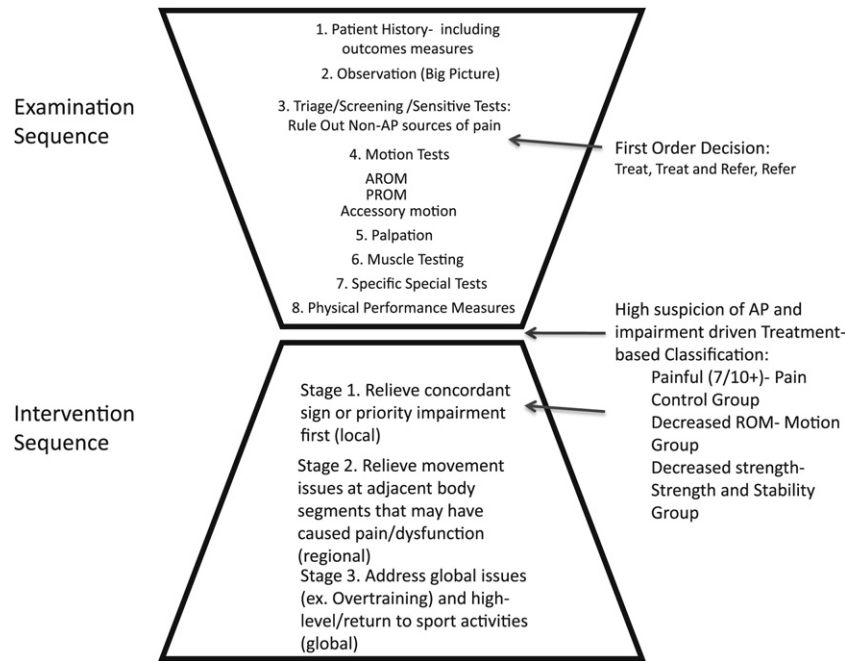 Examination
Sequence
1. Patient History- including
outcomes measures
2. Observation (Big Picture)
3. Triage/Screening /Sensitive Tests:
Rule Out Non-AP sources of pain
4. Motion Tests
AROM
PROM
Accessory motion
5. Palpation
6. Muscle Testing
7. Specific Special Tests
8. Physical Performance Measures
First Order Decision:
Treat, Treat and Refer, Refer
High suspicion of AP and
impairment driven Treatment-
based Classification:
Painful (7/10+)- Pain
Control Group
Decreased ROM- Motion
Group
Decreased strength-
Strength and Stability
Group
Intervention
Sequence
Stage 1. Relieve concordant
sign or priority impairment
first (local)
Stage 2. Relieve movement
issues at adjacent body
segments that may have
caused pain/dysfunction
(regional)
Stage 3. Address global issues
(ex. Overtraining) and high-
level/return to sport activities
(global)